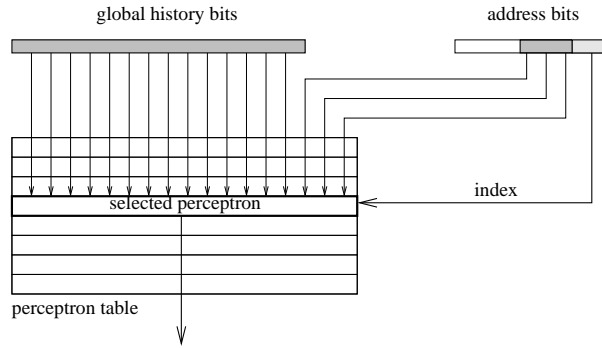 global history bits
address bits
selected perceptron
index
perceptron table